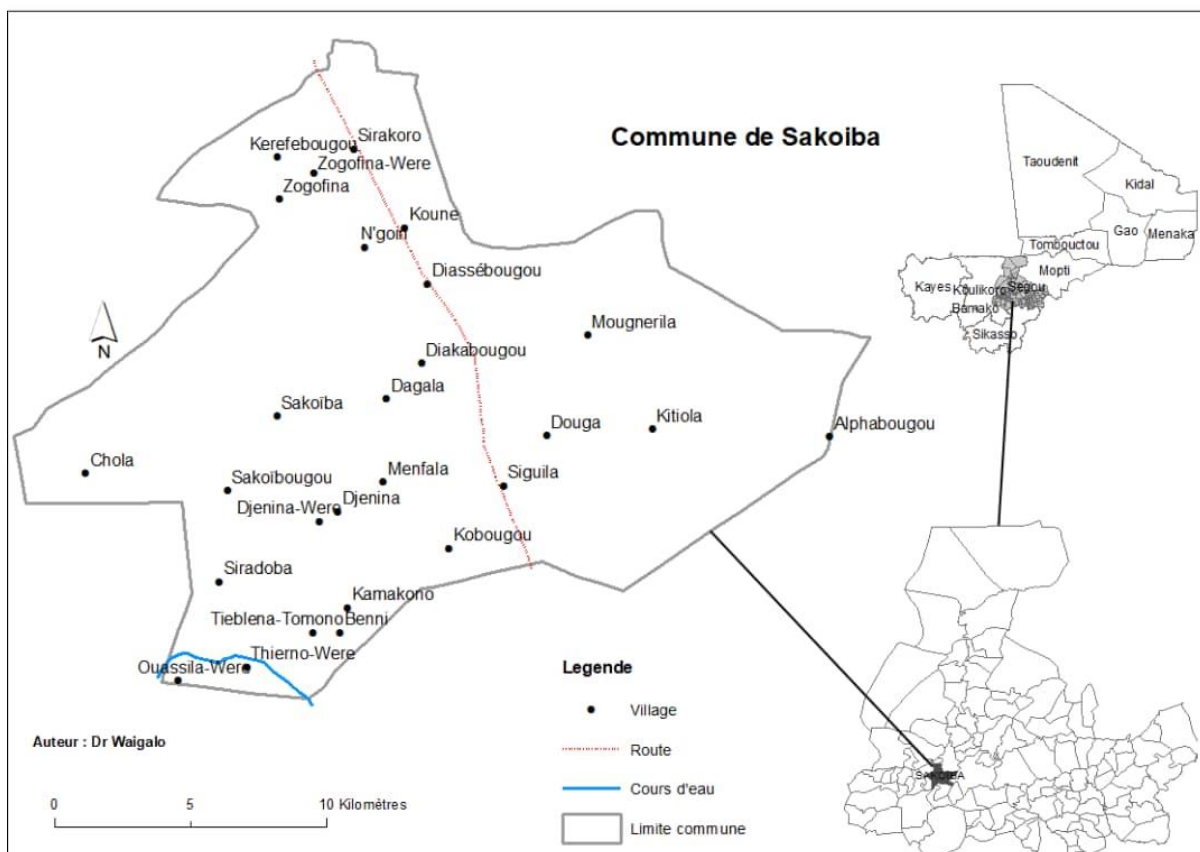 Commune de Sakoiba
Sirakoro
Kerefebougou
Zogofina-Were
Zogofina
Koune
N'goin
Diassébougou
Mougnerila
Diakabougou
Dagala
Sakoïba
Douga
Kitiola
Alphabougou
Chola
Sakoïbougou
Menfala
Siguila
Djenina-Were
Djenina
Kobougou
Siradoba
Kamakono
Tieblena-Tomono
Benni
Thierno-Were
Ouassila-Were
N
Taoudenit
Kidal
Gao
Menaka
Tombouctou
Mopti
Kayes
Koulikoro
Ségou
Bamako
Sikasso
SAKOIBA
Legende
Village
Route
Cours d'eau
Limite commune
Auteur : Dr Waigalo
0 5 10 Kilomètres